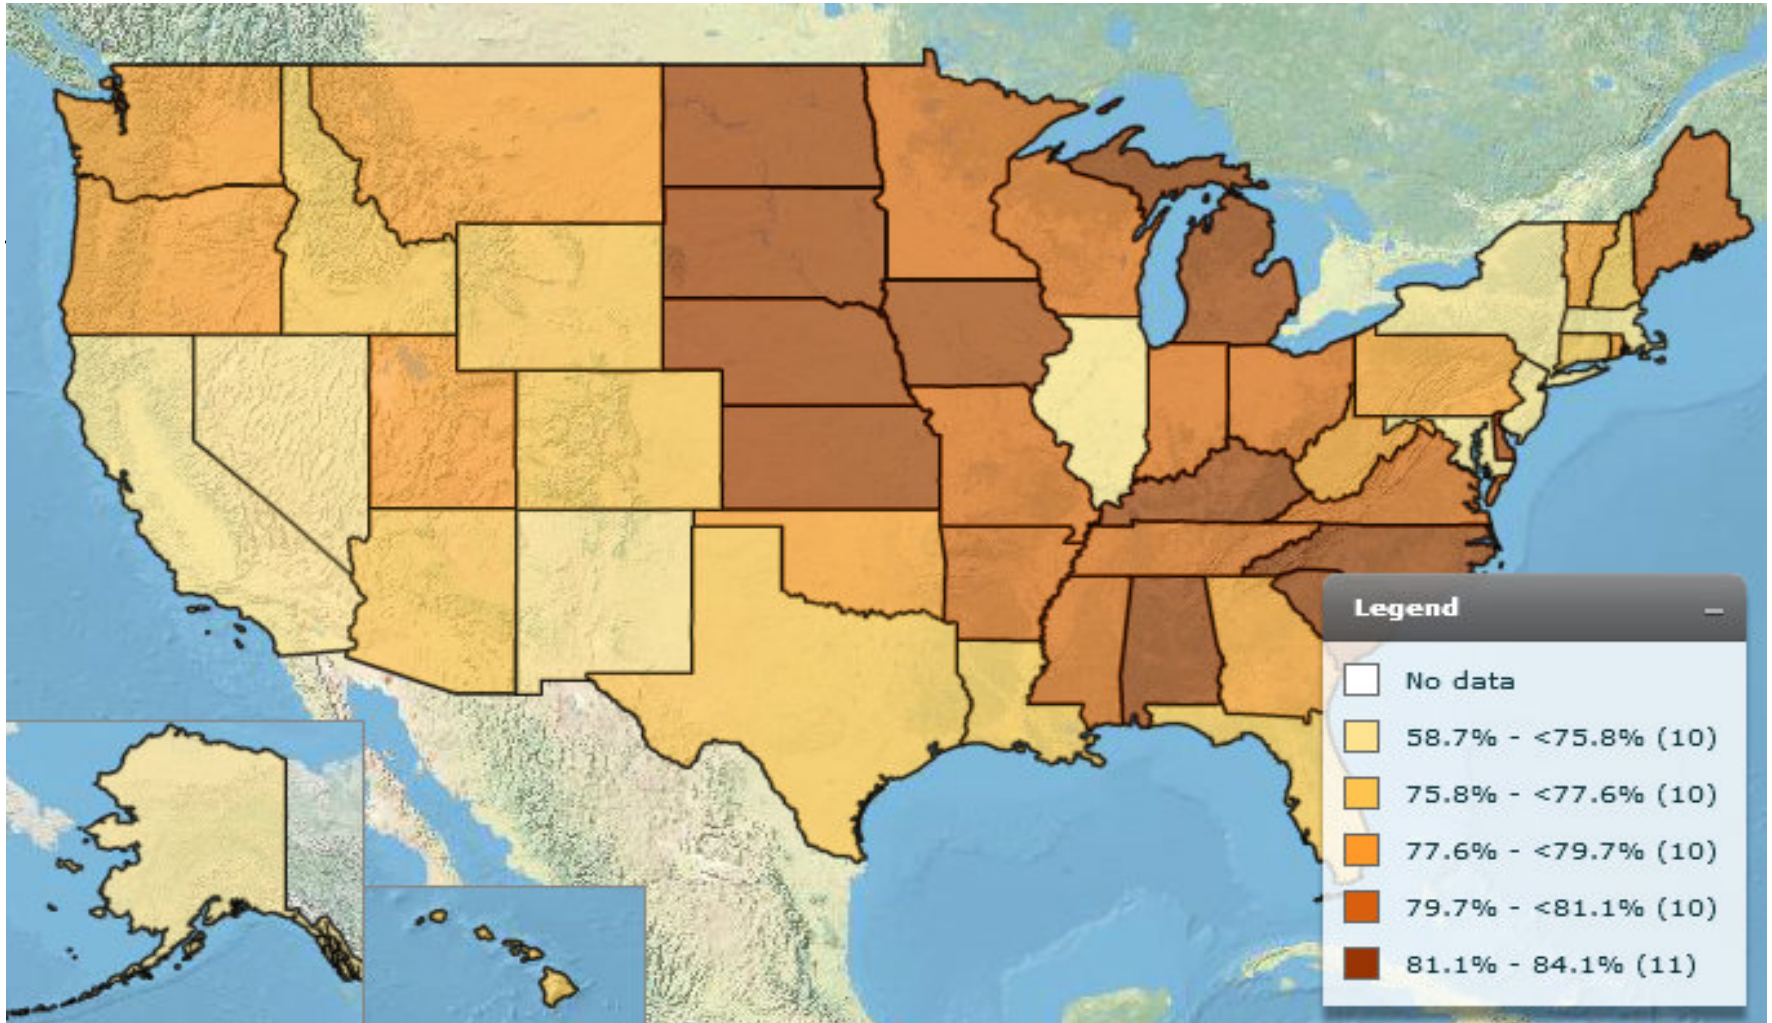 Legend
No data
58.7% - <75.8% (10)
75.8% - <77.6% (10)
77.6% - <79.7% (10)
79.7% - <81.1% (10)
81.1% - 84.1% (11)